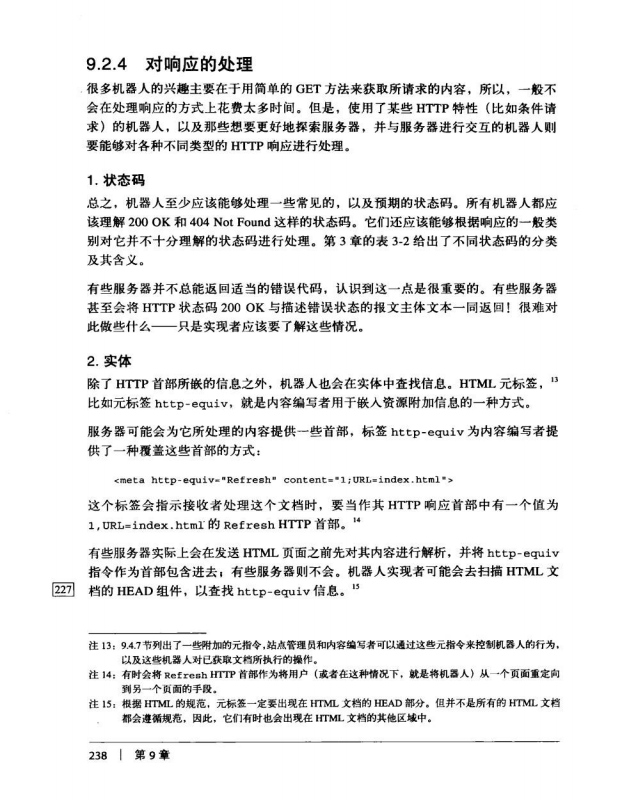 9.2.4 对响应的处理
很多机器人的兴趣主要在于用简单的 GET 方法来获取所请求的内容，所以，一般不
会在处理响应的方式上花费太多时间。但是，使用了某些 HTTP 特性（比如条件请
求）的机器人，以及那些想要更好地探索服务器，并与服务器进行交互的机器人则
要能够对各种不同类型的 HTTP 响应进行处理。
1. 状态码
总之，机器人至少应该能够处理一些常见的，以及预期的状态码。所有机器人都应
该理解 200 OK 和 404 Not Found 这样的状态码。它们还应该能够根据响应的一般类
别对它并不十分理解的状态码进行处理。第 3 章的表 3-2 给出了不同状态码的分类
及其含义。
有些服务器并不总能返回适当的错误代码，认识到这一点是很重要的。有些服务器
甚至会将 HTTP 状态码 200 OK 与描述错误状态的报文主体文本一同返回！很难对
此做些什么——只是实现者应该要了解这些情况。
2. 实体
除了 HTTP 首部所嵌的信息之外，机器人也会在实体中查找信息。HTML 元标签，13
比如元标签 http-equiv，就是内容编写者用于嵌入资源附加信息的一种方式。
服务器可能会为它所处理的内容提供一些首部，标签 http-equiv 为内容编写者提
供了一种覆盖这些首部的方式：
<meta http-equiv="Refresh" content="1;URL=index.html">
这个标签会指示接收者处理这个文档时，要当作其 HTTP 响应首部中有一个值为
1,URL=index.html 的 Refresh HTTP 首部。14
有些服务器实际上会在发送 HTML 页面之前先对其内容进行解析，并将 http-equiv
指令作为首部包含进去；有些服务器则不会。机器人实现者可能会去扫描 HTML 文
227 档的 HEAD 组件，以查找 http-equiv 信息。15
注 13：9.4.7 节列出了一些附加的元指令，站点管理员和内容编写者可以通过这些元指令来控制机器人的行为，
以及这些机器人对已获取文档所执行的操作。
注 14：有时会将 Refresh HTTP 首部作为将用户（或者在这种情况下，就是将机器人）从一个页面重定向
到另一个页面的手段。
注 15：根据 HTML 的规范，元标签一定要出现在 HTML 文档的 HEAD 部分。但并不是所有的 HTML 文档
都会遵循规范，因此，它们有时也会出现在 HTML 文档的其他区域中。
238 | 第 9 章